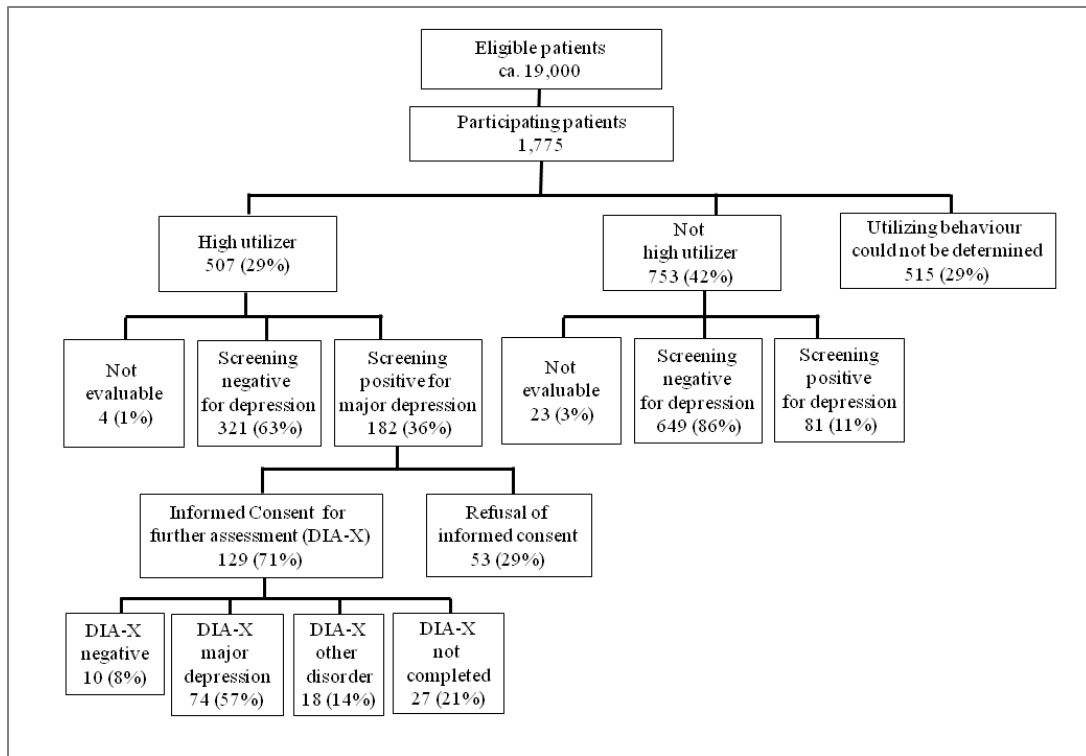 Eligible patients
ca. 19,000
Participating patients
1,775
High utilizer
507 (29%)
Not
high utilizer
753 (42%)
Utilizing behaviour
could not be determined
515 (29%)
Not
evaluable
4 (1%)
Screening
negative
for depression
321 (63%)
Screening
positive for
major depression
182 (36%)
Not
evaluable
23 (3%)
Screening
negative
for depression
649 (86%)
Screening
positive
for depression
81 (11%)
Informed Consent for
further assessment (DIA-X)
129 (71%)
Refusal of
informed consent
53 (29%)
DIA-X
negative
10 (8%)
DIA-X
major
depression
74 (57%)
DIA-X
other
disorder
18 (14%)
DIA-X
not
completed
27 (21%)